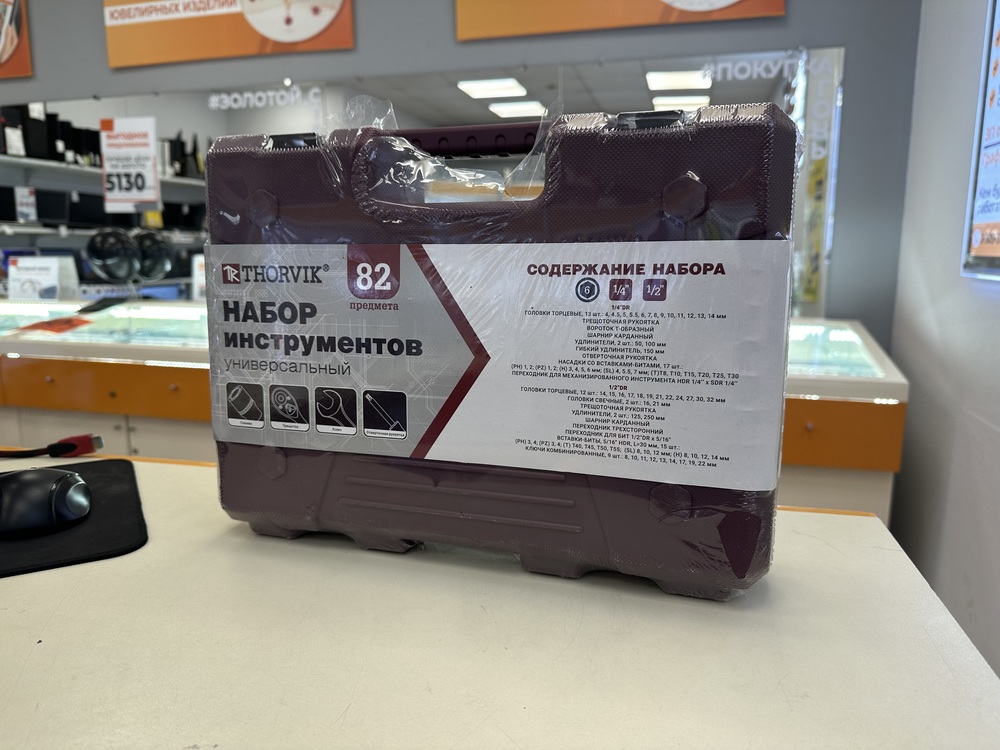 ЮВЕЛИРНЫХ ИЗДЕЛИЙ
#ЗОЛОТОЙ_С
#ПОКУПКА
5130
THORVIK®
82
предмета
НАБОР
инструментов
универсальный
Головки
Трещотка
Ключ
Отверточная рукоятка
СОДЕРЖАНИЕ НАБОРА
6 1/4" 1/2"
1/4"DR
ГОЛОВКИ ТОРЦЕВЫЕ, 13 шт.: 4, 4.5, 5, 5.5, 6, 7, 8, 9, 10, 11, 12, 13, 14 мм
ТРЕЩОТОЧНАЯ РУКОЯТКА
ВОРОТОК Т-ОБРАЗНЫЙ
ШАРНИР КАРДАННЫЙ
УДЛИНИТЕЛИ, 2 шт.: 50, 100 мм
ГИБКИЙ УДЛИНИТЕЛЬ, 150 мм
ОТВЕРТОЧНАЯ РУКОЯТКА
НАСАДКИ СО ВСТАВКАМИ-БИТАМИ, 17 шт.:
(PH) 1, 2; (PZ) 1, 2; (H) 3, 4, 5, 6 мм; (SL) 4, 5.5, 7 мм; (T)T8, T10, T15, T20, T25, T30
ПЕРЕХОДНИК ДЛЯ МЕХАНИЗИРОВАННОГО ИНСТРУМЕНТА HDR 1/4" x SDR 1/4"
1/2"DR
ГОЛОВКИ ТОРЦЕВЫЕ, 12 шт.: 14, 15, 16, 17, 18, 19, 21, 22, 24, 27, 30, 32 мм
ГОЛОВКИ СВЕЧНЫЕ, 2 шт.: 16, 21 мм
ТРЕЩОТОЧНАЯ РУКОЯТКА
УДЛИНИТЕЛИ, 2 шт.: 125, 250 мм
ШАРНИР КАРДАННЫЙ
ПЕРЕХОДНИК ТРЕХСТОРОННИЙ
ПЕРЕХОДНИК ДЛЯ БИТ 1/2"DR x 5/16"
ВСТАВКИ-БИТЫ, 5/16" HDR, L=30 мм, 15 шт.:
(PH) 3, 4, (PZ) 3, 4; (T) T40, T45, T50, T55; (SL) 8, 10, 12 мм; (H) 8, 10, 12, 14 мм
КЛЮЧИ КОМБИНИРОВАННЫЕ, 9 шт.: 8, 10, 11, 12, 13, 14, 17, 19, 22 мм